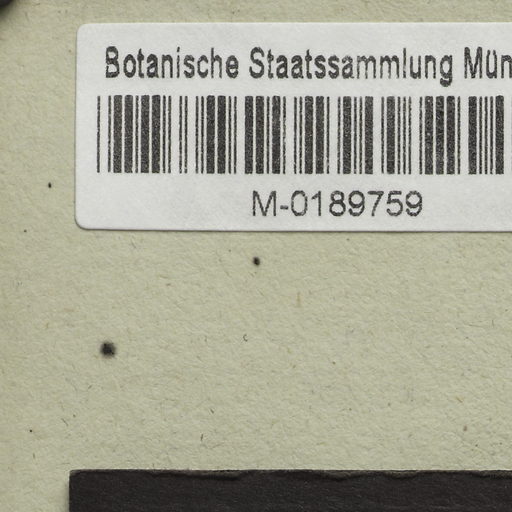 Botanische Staatssammlung Mün
M-0189759